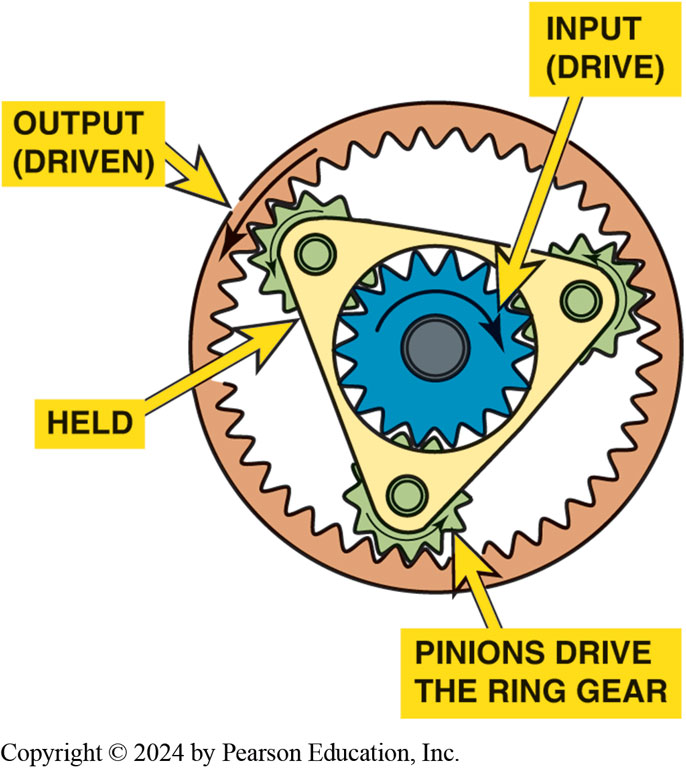 INPUT
(DRIVE)
OUTPUT
(DRIVEN)
HELD
PINIONS DRIVE
THE RING GEAR
Copyright © 2024 by Pearson Education, Inc.